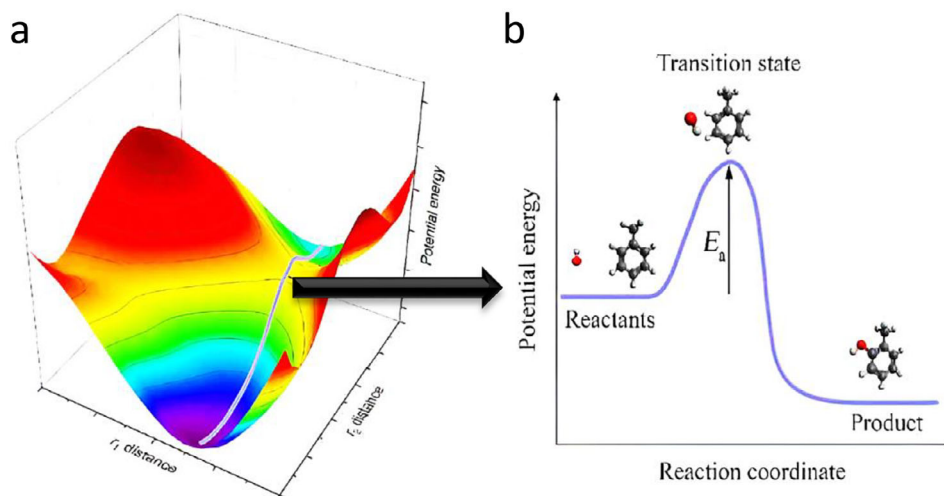 a
Potential energy
r₁ distance
r₂ distance
b
Transition state
Potential energy
Eₐ
Reactants
Product
Reaction coordinate